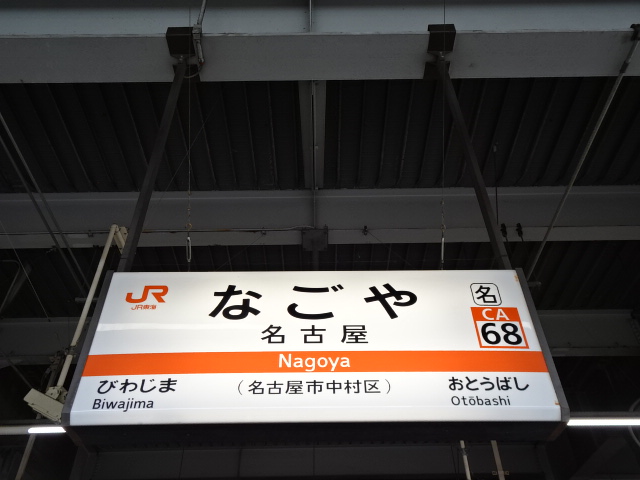 JR
JR東海
なごや
名
名古屋
CA
68
Nagoya
びわじま
（名古屋市中村区）
おとうばし
Biwajima
Otōbashi